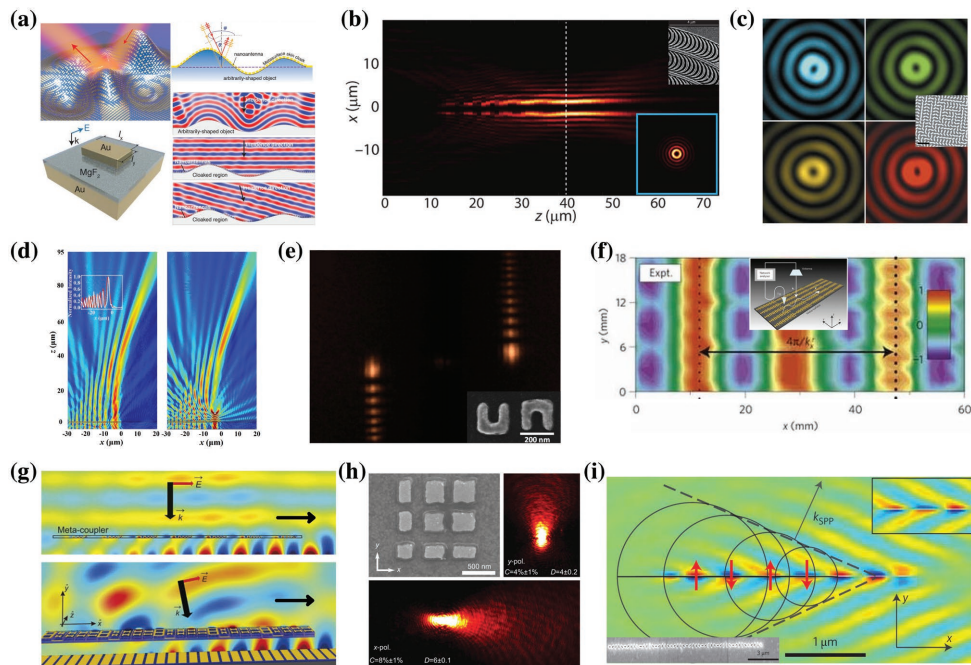 (a)
nanoantenna
arbitrarily-shaped object
E
k
Au
MgF2
Au
Arbitrarily-shaped object
Cloaked region
Cloaked region
(b)
x (μm)
10
0
−10
0 10 20 30 40 50 60 70
z (μm)
(c)
(d)
z (μm)
95
80
60
40
20
0
-30 -20 -10 0 10 20
-30 -20 -10 0 10 20
x (μm)
x (μm)
(e)
200 nm
(f)
Expt.
y (mm)
18
12
6
0
1
0
-1
0 10 20 30 40 50 60
x (mm)
(g)
E
k
Meta-coupler
E
k
(h)
y
x
500 nm
y-pol.
C=4%±1% D=4±0.2
x-pol.
C=8%±1% D=6±0.1
(i)
kSPP
y
x
1 μm